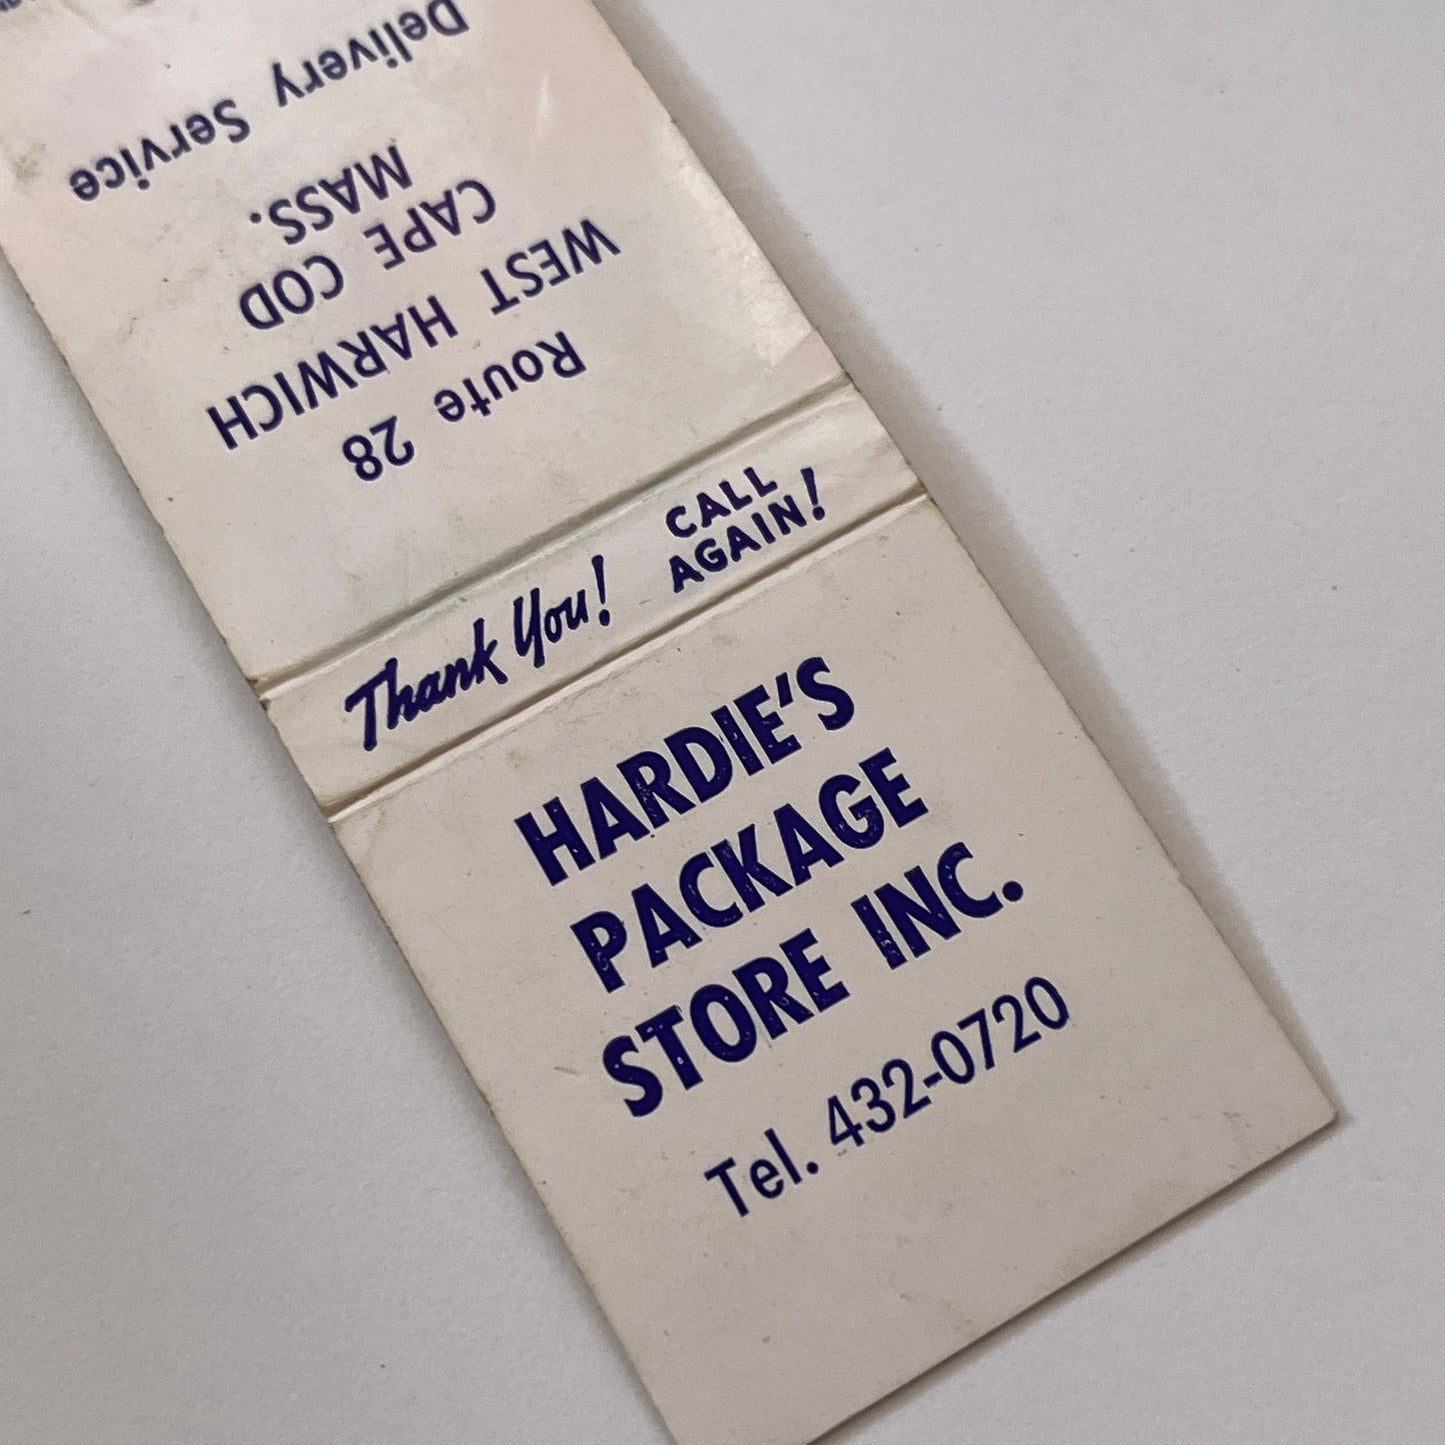 HARDIE'S
PACKAGE
STORE INC.
Tel. 432-0720
Thank You!
CALL
AGAIN!
Route 28
WEST HARWICH
CAPE COD
MASS.
Delivery Service